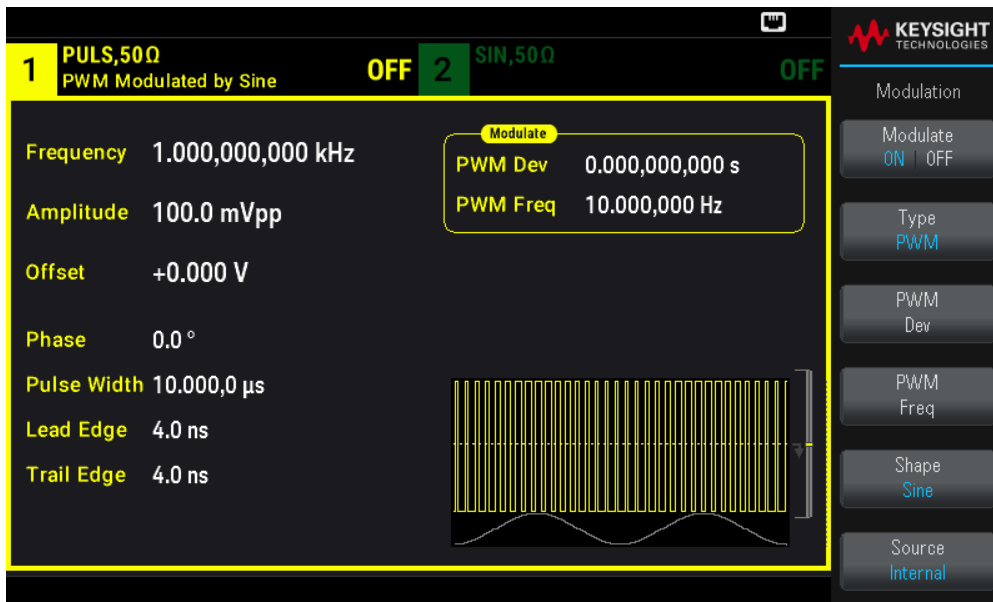 KEYSIGHT
TECHNOLOGIES
1
PULS,50Ω
PWM Modulated by Sine
OFF
2
SIN,50Ω
OFF
Modulation
Frequency 1.000,000,000 kHz
Amplitude 100.0 mVpp
Offset +0.000 V
Phase 0.0 °
Pulse Width 10.000,0 µs
Lead Edge 4.0 ns
Trail Edge 4.0 ns
Modulate
PWM Dev 0.000,000,000 s
PWM Freq 10.000,000 Hz
Modulate
ON | OFF
Type
PWM
PWM
Dev
PWM
Freq
Shape
Sine
Source
Internal